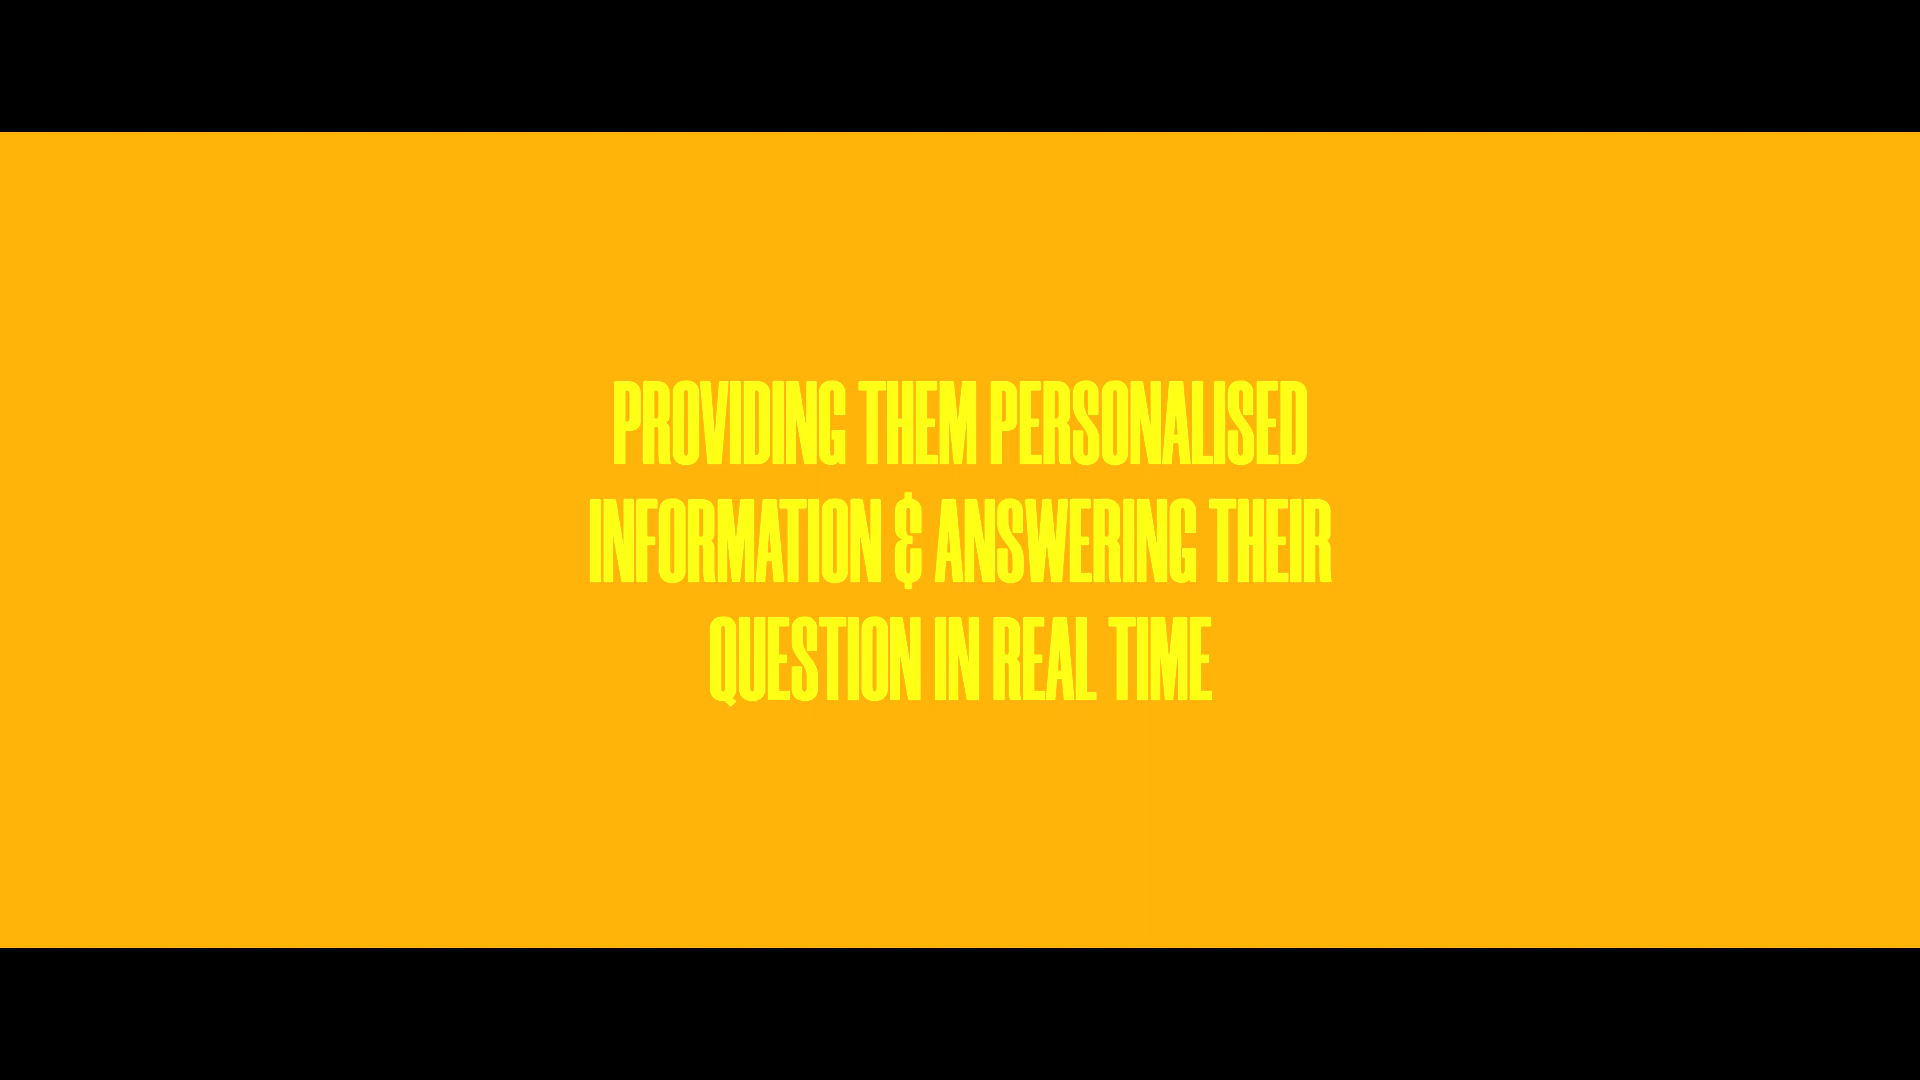 PROVIDING THEM PERSONALISED
INFORMATION & ANSWERING THEIR
QUESTION IN REAL TIME